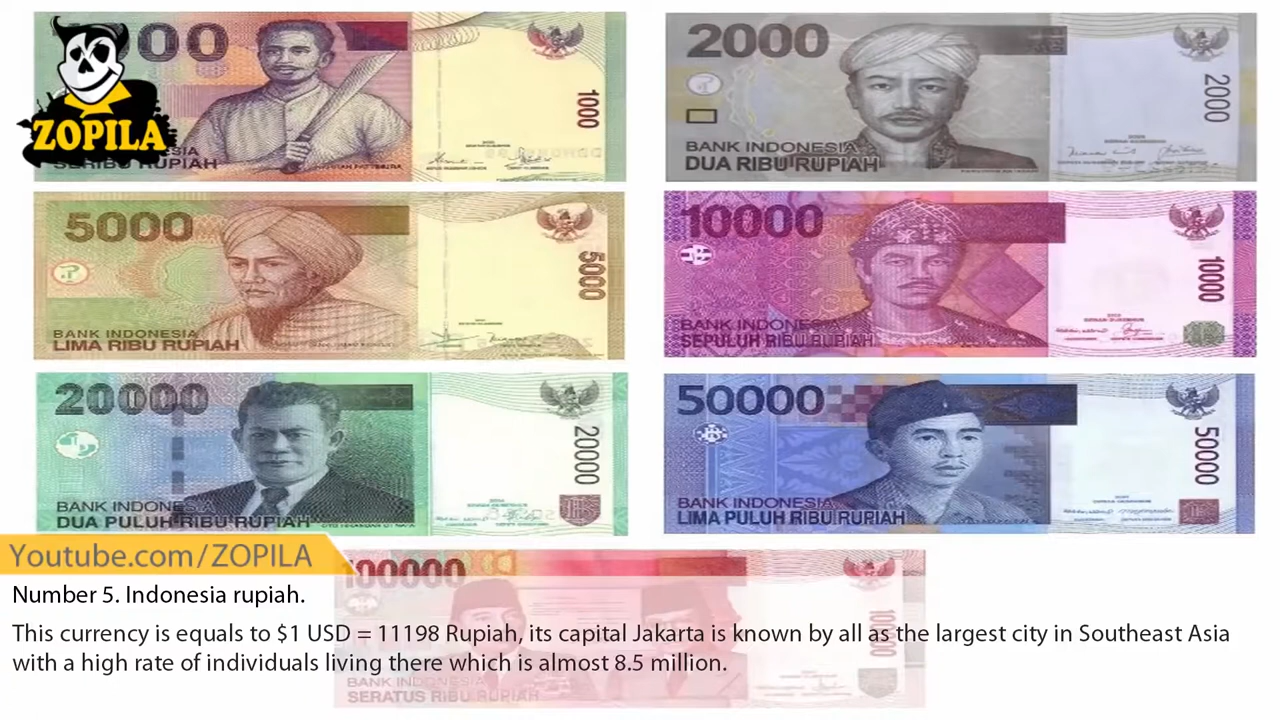 000
1000
ZOPILA
SERIBU RUPIAH
2000
2000
BANK INDONESIA
DUA RIBU RUPIAH
5000
5000
BANK INDONESIA
LIMA RIBU RUPIAH
10000
10000
BANK INDONESIA
SEPULUH RIBU RUPIAH
20000
20000
BANK INDONESIA
DUA PULUH RIBU RUPIAH
50000
50000
BANK INDONESIA
LIMA PULUH RIBU RUPIAH
Youtube.com/ZOPILA
100000
Number 5. Indonesia rupiah.
This currency is equals to $1 USD = 11198 Rupiah, its capital Jakarta is known by all as the largest city in Southeast Asia
with a high rate of individuals living there which is almost 8.5 million.
BANK INDONESIA
SERATUS RIBU RUPIAH